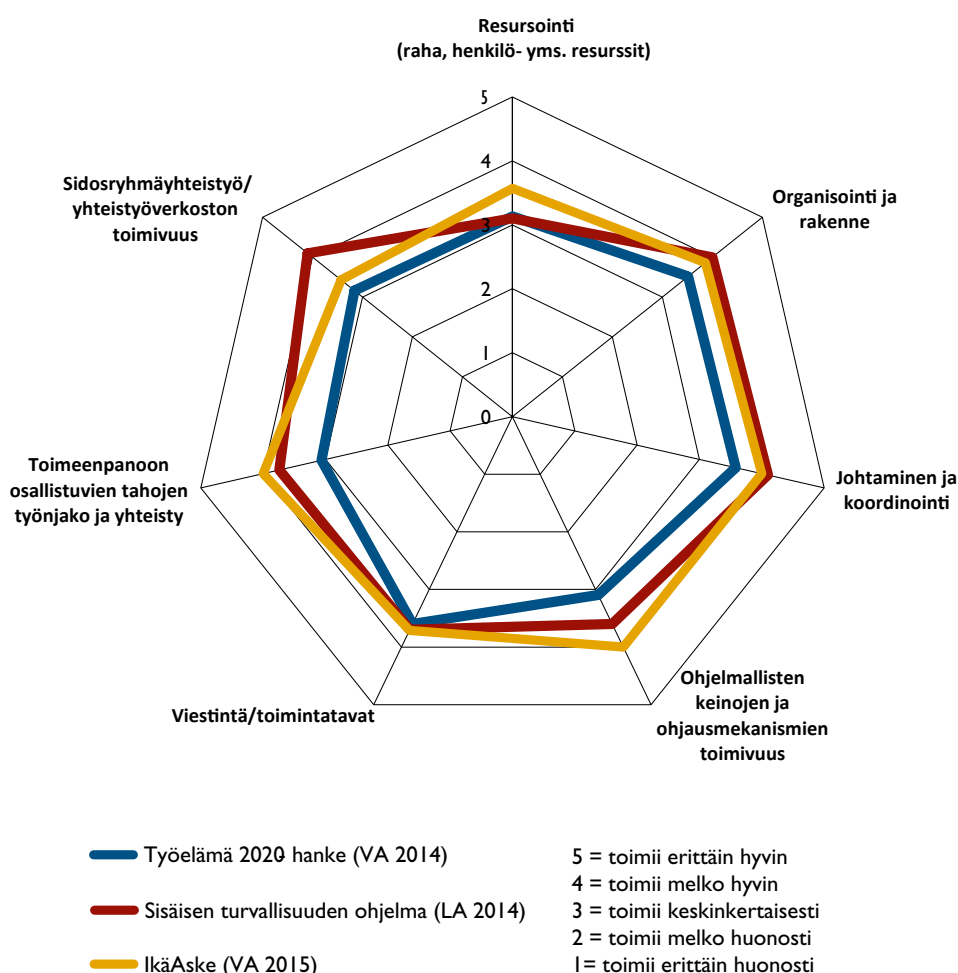 Resursointi
(raha, henkilö- yms. resurssit)
5
4
3
2
1
0
Organisointi ja
rakenne
Johtaminen ja
koordinointi
Ohjelmallisten
keinojen ja
ohjausmekanismien
toimivuus
Viestintä/toimintatavat
Toimeenpanoon
osallistuvien tahojen
työnjako ja yhteisty
Sidosryhmäyhteistyö/
yhteistyöverkoston
toimivuus
Työelämä 2020- hanke (VA 2014)
Sisäisen turvallisuuden ohjelma (LA 2014)
IkäAske (VA 2015)
5 = toimii erittäin hyvin
4 = toimii melko hyvin
3 = toimii keskinkertaisesti
2 = toimii melko huonosti
1= toimii erittäin huonosti